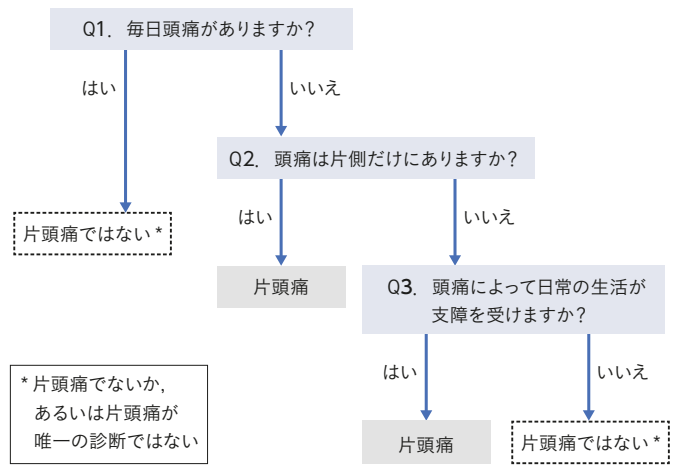 Q1. 毎日頭痛がありますか?
はい
いいえ
Q2. 頭痛は片側だけにありますか?
はい
いいえ
片頭痛ではない*
片頭痛
Q3. 頭痛によって日常の生活が
支障を受けますか?
はい
いいえ
片頭痛
片頭痛ではない*
*片頭痛でないか,
あるいは片頭痛が
唯一の診断ではない